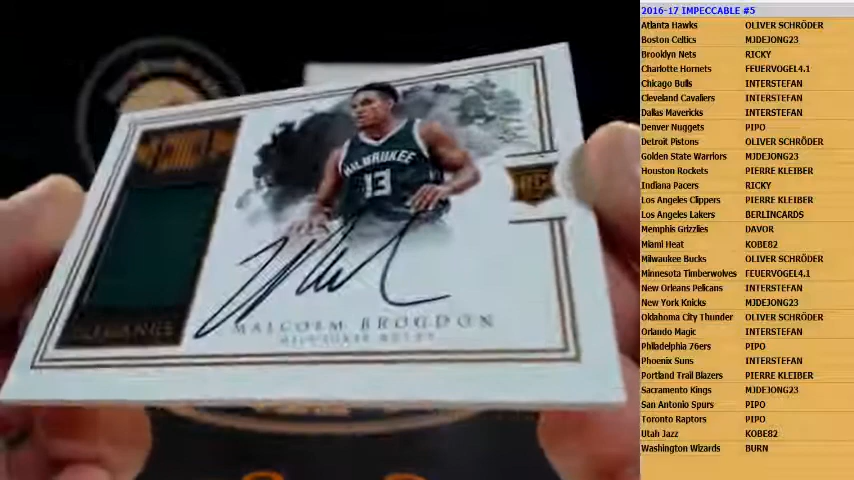 MILWAUKEE
13
RC
ELEGANCE
MALCOLM BROGDON
MILWAUKEE BUCKS
2016-17 IMPECCABLE #5
Atlanta Hawks OLIVER SCHRÖDER
Boston Celtics MJDEJONG23
Brooklyn Nets RICKY
Charlotte Hornets FEUERVOGEL4.1
Chicago Bulls INTERSTEFAN
Cleveland Cavaliers INTERSTEFAN
Dallas Mavericks INTERSTEFAN
Denver Nuggets PIPO
Detroit Pistons OLIVER SCHRÖDER
Golden State Warriors MJDEJONG23
Houston Rockets PIERRE KLEIBER
Indiana Pacers RICKY
Los Angeles Clippers PIERRE KLEIBER
Los Angeles Lakers BERLINCARDS
Memphis Grizzlies DAVOR
Miami Heat KOBE82
Milwaukee Bucks OLIVER SCHRÖDER
Minnesota Timberwolves FEUERVOGEL4.1
New Orleans Pelicans INTERSTEFAN
New York Knicks MJDEJONG23
Oklahoma City Thunder OLIVER SCHRÖDER
Orlando Magic INTERSTEFAN
Philadelphia 76ers PIPO
Phoenix Suns INTERSTEFAN
Portland Trail Blazers PIERRE KLEIBER
Sacramento Kings MJDEJONG23
San Antonio Spurs PIPO
Toronto Raptors PIPO
Utah Jazz KOBE82
Washington Wizards BURN